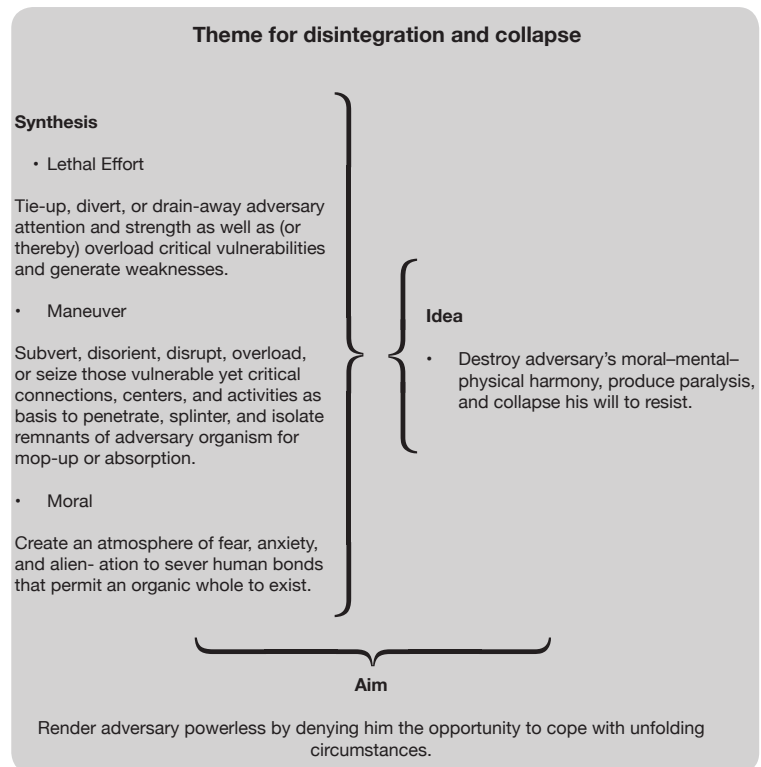 Theme for disintegration and collapse
Synthesis
• Lethal Effort
Tie-up, divert, or drain-away adversary
attention and strength as well as (or
thereby) overload critical vulnerabilities
and generate weaknesses.
• Maneuver
Subvert, disorient, disrupt, overload,
or seize those vulnerable yet critical
connections, centers, and activities as
basis to penetrate, splinter, and isolate
remnants of adversary organism for
mop-up or absorption.
• Moral
Create an atmosphere of fear, anxiety,
and alien- ation to sever human bonds
that permit an organic whole to exist.
Idea
• Destroy adversary’s moral–mental–
physical harmony, produce paralysis,
and collapse his will to resist.
Aim
Render adversary powerless by denying him the opportunity to cope with unfolding
circumstances.